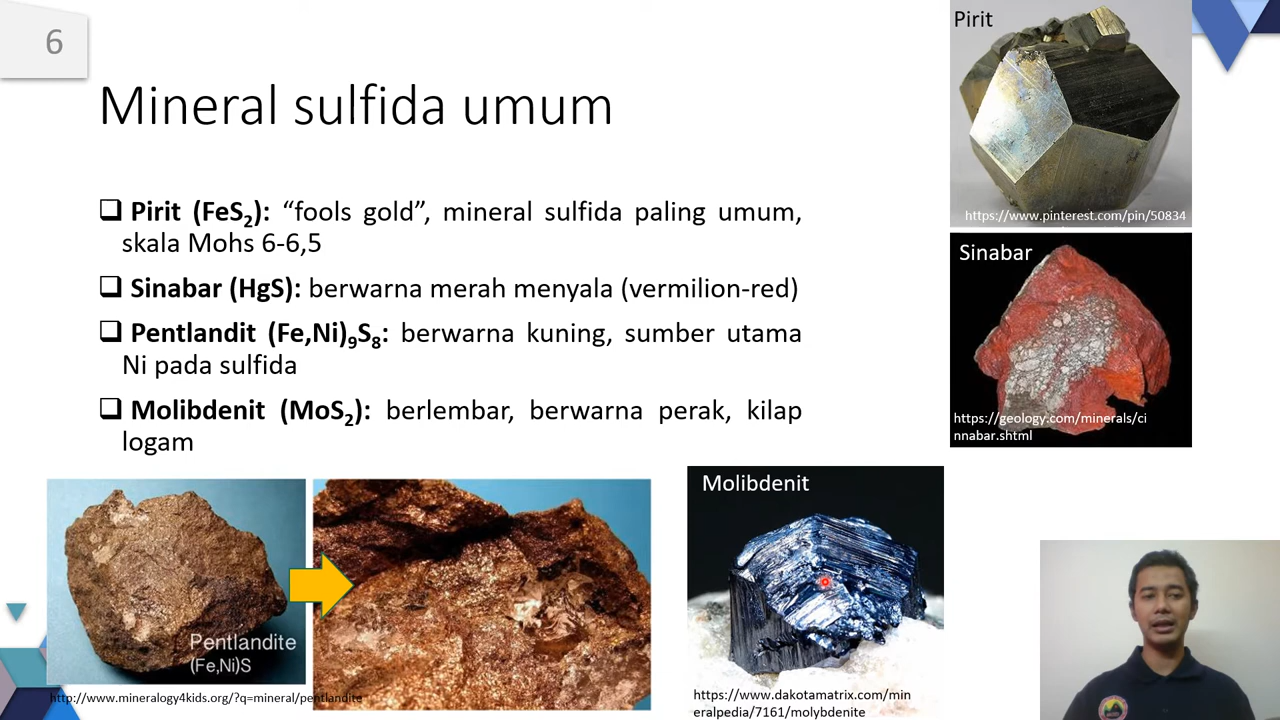 6
Mineral sulfida umum
❑ Pirit (FeS₂): “fools gold”, mineral sulfida paling umum,
skala Mohs 6-6,5
❑ Sinabar (HgS): berwarna merah menyala (vermilion-red)
❑ Pentlandit (Fe,Ni)₉S₈: berwarna kuning, sumber utama
Ni pada sulfida
❑ Molibdenit (MoS₂): berlembar, berwarna perak, kilap
logam
Pirit
https://www.pinterest.com/pin/50834
Sinabar
https://geology.com/minerals/ci
nnabar.shtml
Pentlandite
(Fe,Ni)S
http://www.mineralogy4kids.org/?q=mineral/pentlandite
Molibdenit
https://www.dakotamatrix.com/min
eralpedia/7161/molybdenite